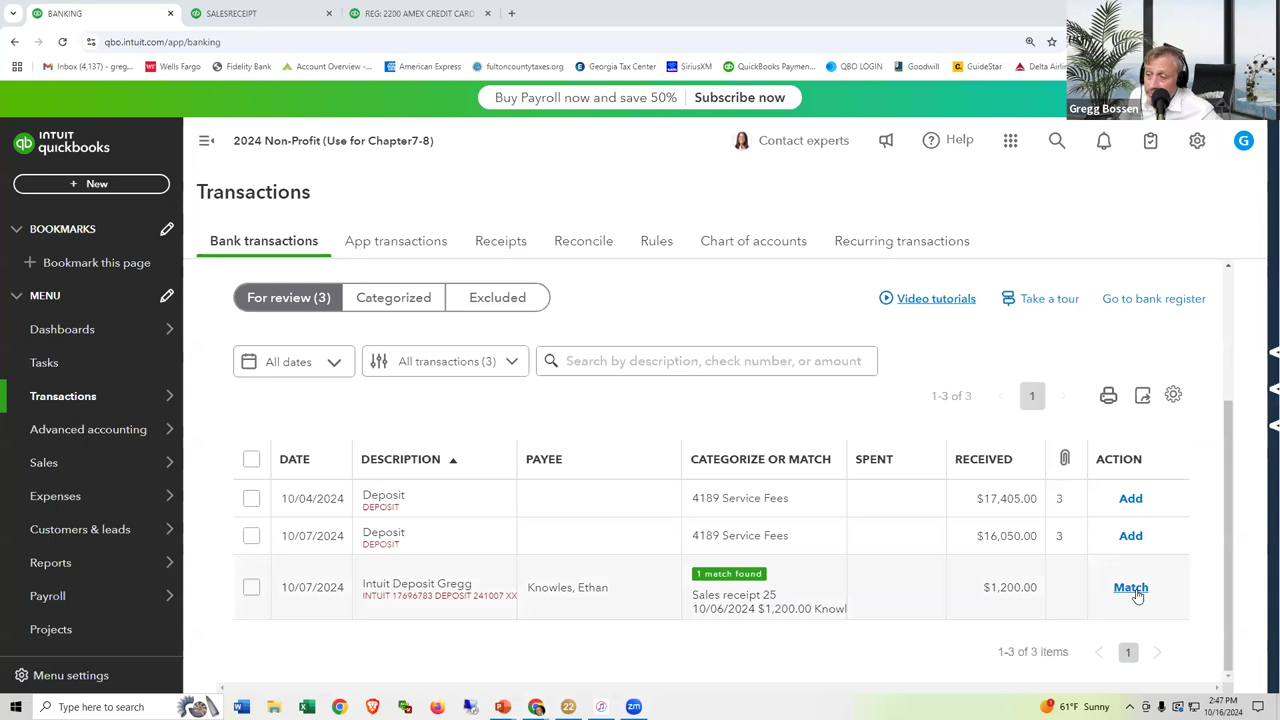 BANKING
SALESRECEIPT
REG: 2200 AMEX CREDIT CARD
qbo.intuit.com/app/banking
Inbox (4,137) - greg...
Wells Fargo
Fidelity Bank
Account Overview -...
American Express
fultoncountytaxes.org
Georgia Tax Center
SiriusXM
QuickBooks Paymen...
QBO LOGIN
Goodwill
GuideStar
Delta Airli
Gregg Bossen
Buy Payroll now and save 50%
Subscribe now
INTUIT
quickbooks
2024 Non-Profit (Use for Chapter7-8)
Contact experts
Help
G
+ New
Transactions
BOOKMARKS
Bookmark this page
MENU
Dashboards
Tasks
Transactions
Advanced accounting
Sales
Expenses
Customers & leads
Reports
Payroll
Projects
Menu settings
Bank transactions
App transactions
Receipts
Reconcile
Rules
Chart of accounts
Recurring transactions
For review (3)
Categorized
Excluded
Video tutorials
Take a tour
Go to bank register
All dates
All transactions (3)
Search by description, check number, or amount
1-3 of 3
1
DATE
DESCRIPTION
PAYEE
CATEGORIZE OR MATCH
SPENT
RECEIVED
ACTION
10/04/2024
Deposit
DEPOSIT
4189 Service Fees
$17,405.00
3
Add
10/07/2024
Deposit
DEPOSIT
4189 Service Fees
$16,050.00
3
Add
10/07/2024
Intuit Deposit Gregg
INTUIT 17696783 DEPOSIT 241007 XX
Knowles, Ethan
1 match found
Sales receipt 25
10/06/2024 $1,200.00 Knowl
$1,200.00
Match
1-3 of 3 items
1
Type here to search
22
61°F Sunny
2:47 PM
10/16/2024